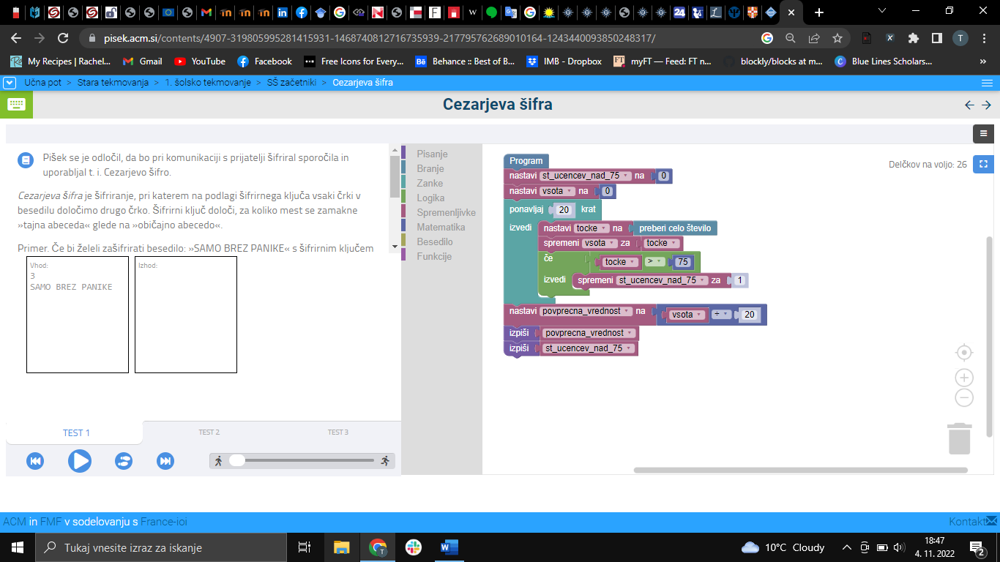 pisek.acm.si/contents/4907-319805995281415931-1468740812716735939-217795762689010164-1243440093850248317/
T
My Recipes | Rachel...
Gmail
YouTube
Facebook
Free Icons for Every...
Behance :: Best of B...
IMB - Dropbox
myFT — Feed: FT n...
blockly/blocks at m...
Blue Lines Scholars...
»
Učna pot > Stara tekmovanja > 1. šolsko tekmovanje > SŠ začetniki > Cezarjeva šifra
Cezarjeva šifra
Pišek se je odločil, da bo pri komunikaciji s prijatelji šifriral sporočila in
uporabljal t. i. Cezarjevo šifro.
Cezarjeva šifra je šifriranje, pri katerem na podlagi šifrirnega ključa vsaki črki v
besedilu določimo drugo črko. Šifrirni ključ določi, za koliko mest se zamakne
»tajna abeceda« glede na »običajno abecedo«.
Primer. Če bi želeli zašifrirati besedilo: »SAMO BREZ PANIKE« s šifrirnim ključem
Vhod:
3
SAMO BREZ PANIKE
Izhod:
TEST 1
TEST 2
TEST 3
Pisanje
Branje
Zanke
Logika
Spremenljivke
Matematika
Besedilo
Funkcije
Delčkov na voljo: 26
Program
nastavi st_ucencev_nad_75 na 0
nastavi vsota na 0
ponavljaj 20 krat
izvedi nastavi tocke na preberi celo število
spremeni vsota za tocke
če tocke > 75
izvedi spremeni st_ucencev_nad_75 za 1
nastavi povprecna_vrednost na vsota ÷ 20
izpiši povprecna_vrednost
izpiši st_ucencev_nad_75
ACM in FMF v sodelovanju s France-ioi
Kontakt
Tukaj vnesite izraz za iskanje
10°C Cloudy
18:47
4. 11. 2022
2